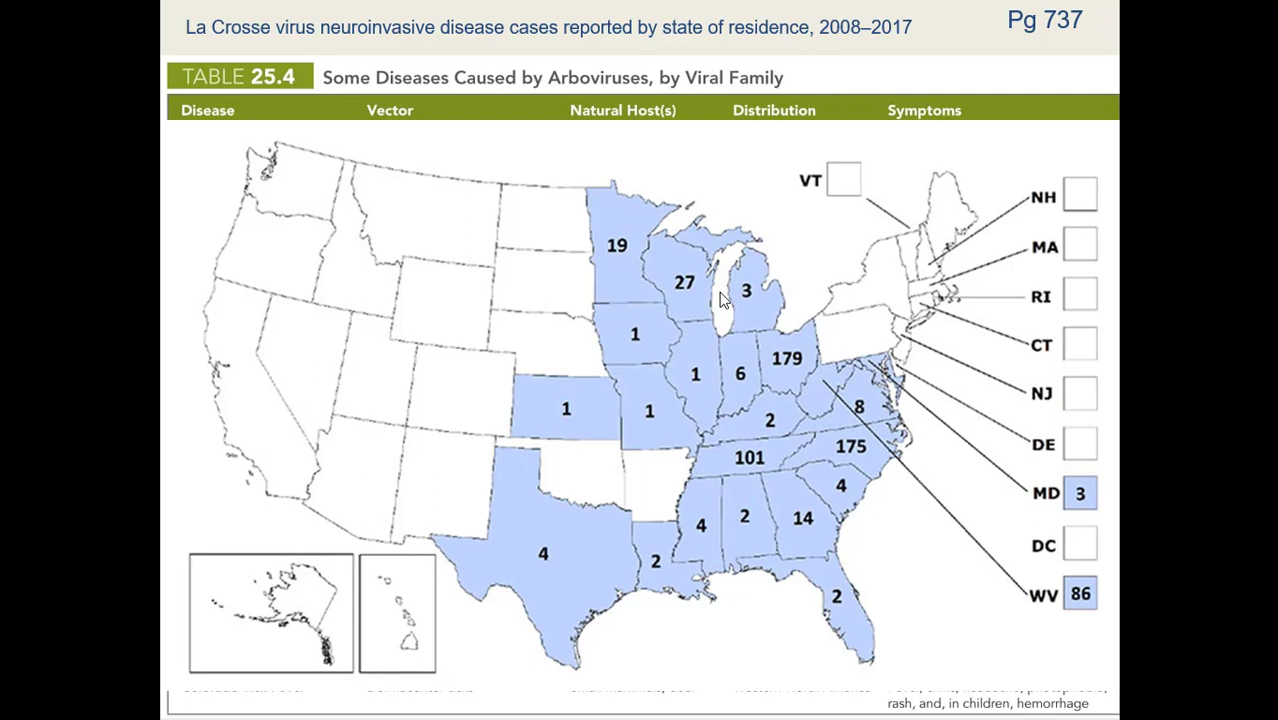 La Crosse virus neuroinvasive disease cases reported by state of residence, 2008–2017
Pg 737
TABLE 25.4 Some Diseases Caused by Arboviruses, by Viral Family
Disease Vector Natural Host(s) Distribution Symptoms
VT
NH
19
MA
27
3
RI
1
CT
179
1
6
NJ
1
1
8
2
DE
175
101
4
MD 3
4
2
14
DC
4
2
2
WV 86
rash, and, in children, hemorrhage